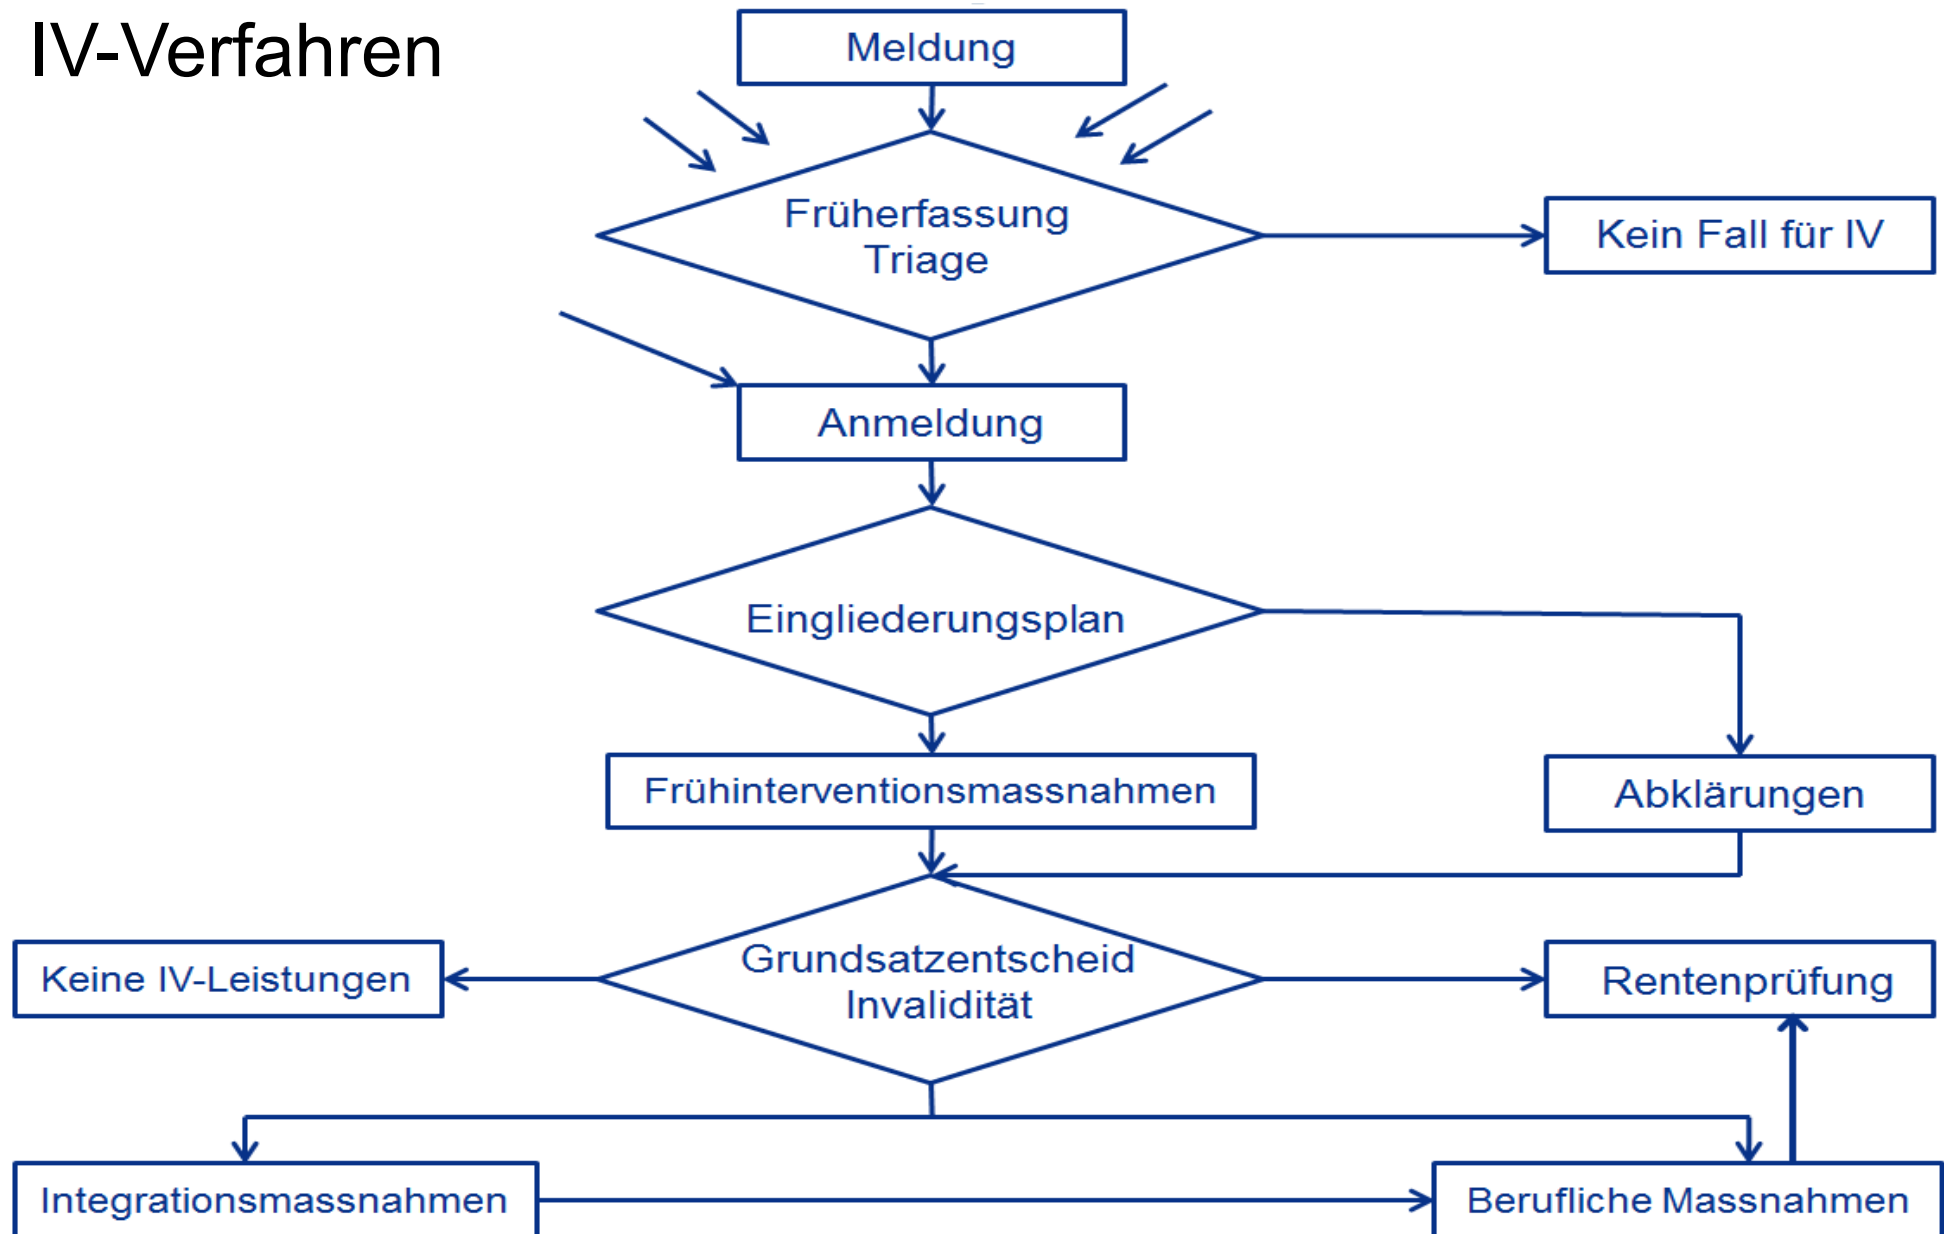 IV-Verfahren
Meldung
Früherfassung
Triage
Kein Fall für IV
Anmeldung
Eingliederungsplan
Frühinterventionsmassnahmen
Abklärungen
Grundsatzentscheid
Invalidität
Keine IV-Leistungen
Rentenprüfung
Integrationsmassnahmen
Berufliche Massnahmen